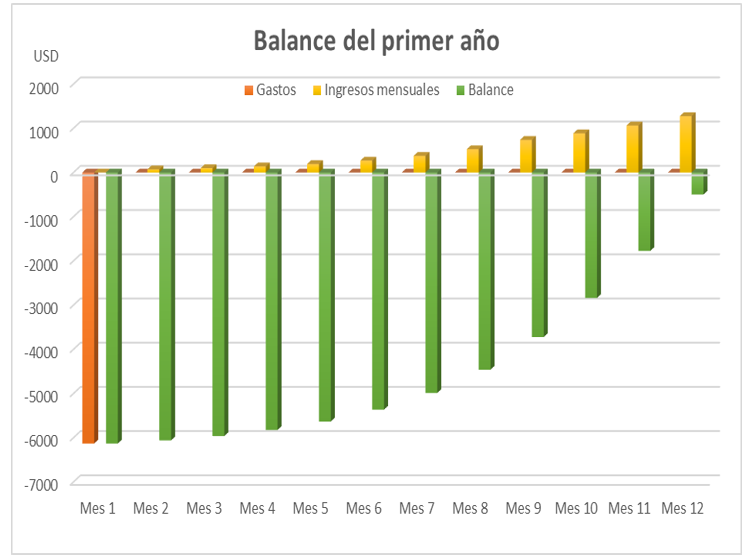 Balance del primer año
USD
Gastos Ingresos mensuales Balance
2000
1000
0
-1000
-2000
-3000
-4000
-5000
-6000
-7000
Mes 1 Mes 2 Mes 3 Mes 4 Mes 5 Mes 6 Mes 7 Mes 8 Mes 9 Mes 10 Mes 11 Mes 12